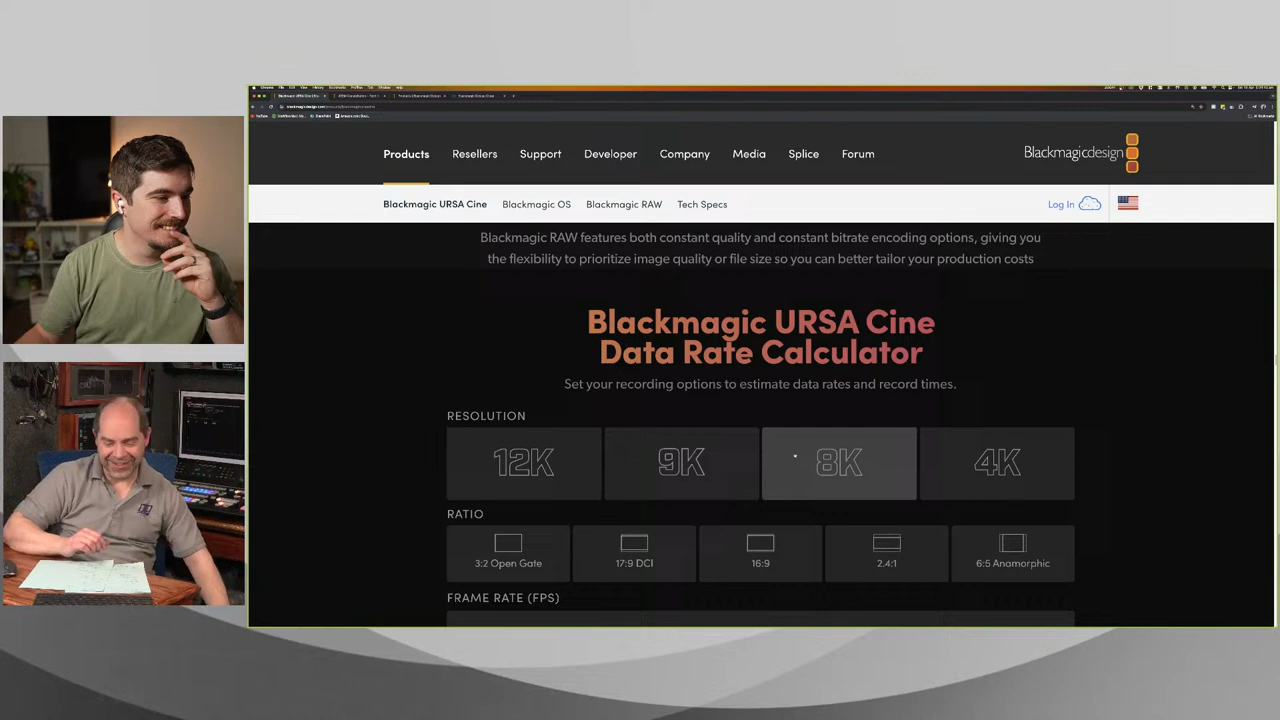 Products
Resellers
Support
Developer
Company
Media
Splice
Forum
Blackmagicdesign
Blackmagic URSA Cine
Blackmagic OS
Blackmagic RAW
Tech Specs
Log In
Blackmagic RAW features both constant quality and constant bitrate encoding options, giving you
the flexibility to prioritize image quality or file size so you can better tailor your production costs
Blackmagic URSA Cine
Data Rate Calculator
Set your recording options to estimate data rates and record times.
RESOLUTION
12K
9K
8K
4K
RATIO
3:2 Open Gate
17:9 DCI
16:9
2.4:1
6:5 Anamorphic
FRAME RATE (FPS)